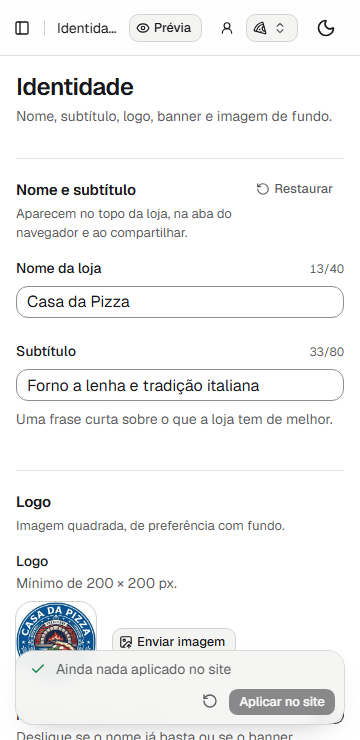 Identida...
Prévia
Identidade
Nome, subtítulo, logo, banner e imagem de fundo.
Nome e subtítulo
Restaurar
Aparecem no topo da loja, na aba do
navegador e ao compartilhar.
Nome da loja
13/40
Casa da Pizza
Subtítulo
33/80
Forno a lenha e tradição italiana
Uma frase curta sobre o que a loja tem de melhor.
Logo
Imagem quadrada, de preferência com fundo.
Logo
Mínimo de 200 × 200 px.
CASA DA PIZZA
Enviar imagem
Ainda nada aplicado no site
Aplicar no site
Desligue se o nome já basta ou se o banner